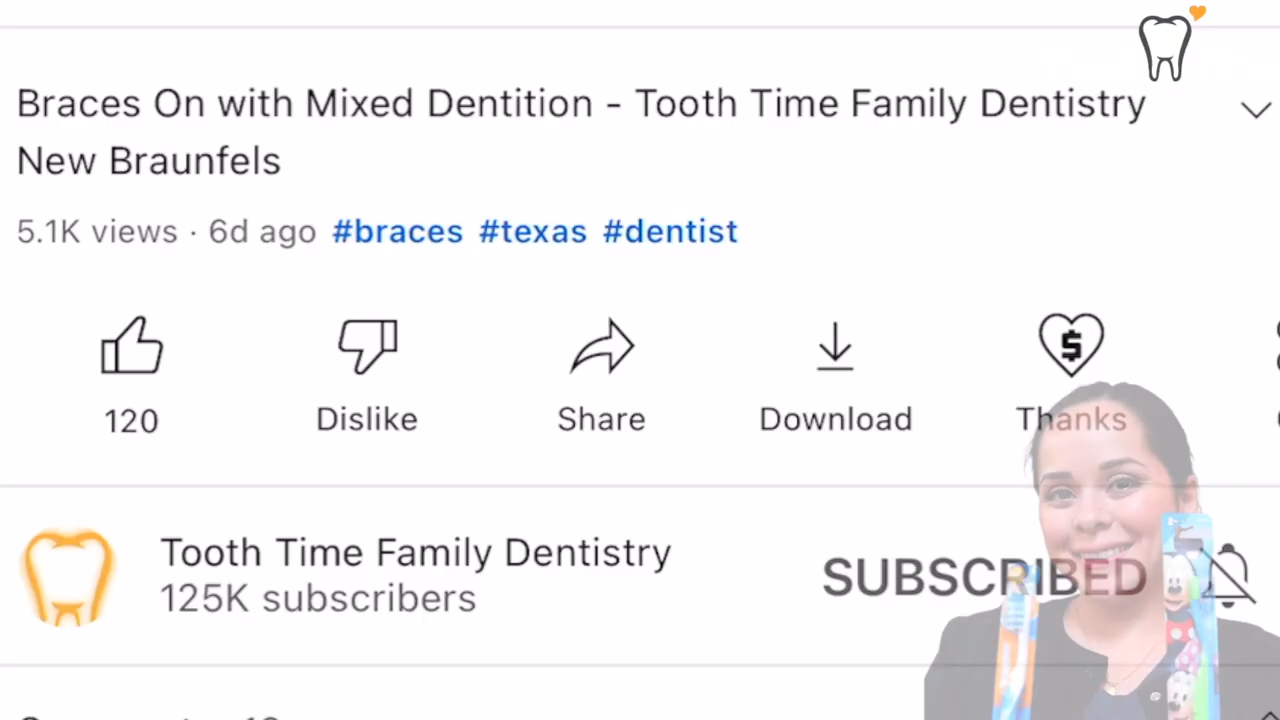 Braces On with Mixed Dentition - Tooth Time Family Dentistry
New Braunfels
5.1K views · 6d ago #braces #texas #dentist
120 Dislike Share Download Thanks
Tooth Time Family Dentistry
125K subscribers
SUBSCRIBED